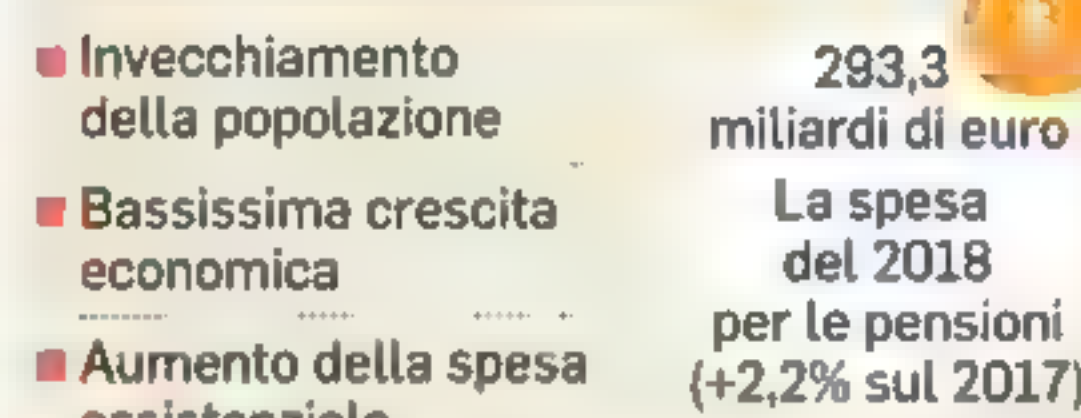 Invecchiamento
della popolazione
Bassissima crescita
economica
Aumento della spesa
assistenziale
293,3
miliardi di euro
La spesa
del 2018
per le pensioni
(+2,2% sul 2017)